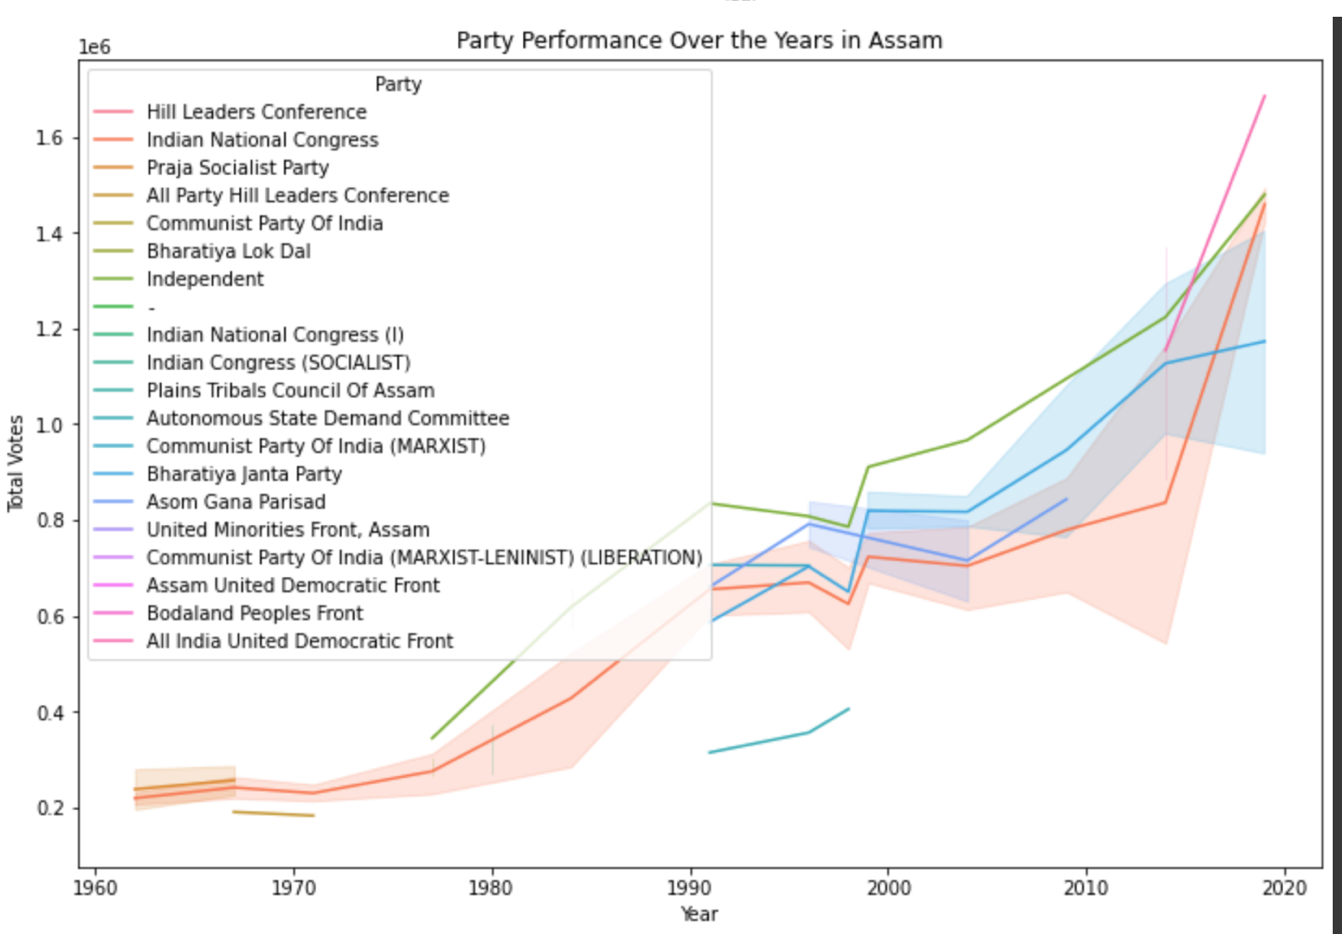 Party Performance Over the Years in Assam
1e6
Party
Hill Leaders Conference
Indian National Congress
Praja Socialist Party
All Party Hill Leaders Conference
Communist Party Of India
Bharatiya Lok Dal
Independent
-
Indian National Congress (I)
Indian Congress (SOCIALIST)
Plains Tribals Council Of Assam
Autonomous State Demand Committee
Communist Party Of India (MARXIST)
Bharatiya Janta Party
Asom Gana Parisad
United Minorities Front, Assam
Communist Party Of India (MARXIST-LENINIST) (LIBERATION)
Assam United Democratic Front
Bodaland Peoples Front
All India United Democratic Front
Total Votes
1.6
1.4
1.2
1.0
0.8
0.6
0.4
0.2
1960 1970 1980 1990 2000 2010 2020
Year